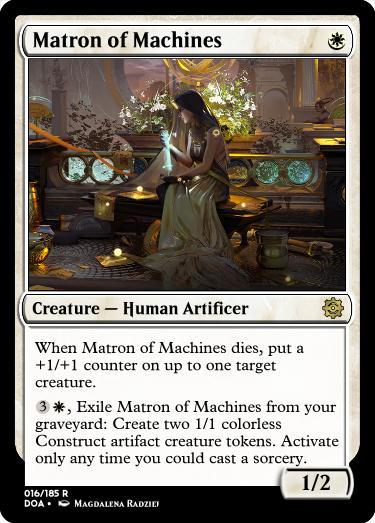 Matron of Machines
Creature — Human Artificer
When Matron of Machines dies, put a
+1/+1 counter on up to one target
creature.
3, Exile Matron of Machines from your
graveyard: Create two 1/1 colorless
Construct artifact creature tokens. Activate
only any time you could cast a sorcery.
1/2
016/185 R
DOA • Magdalena Radziej